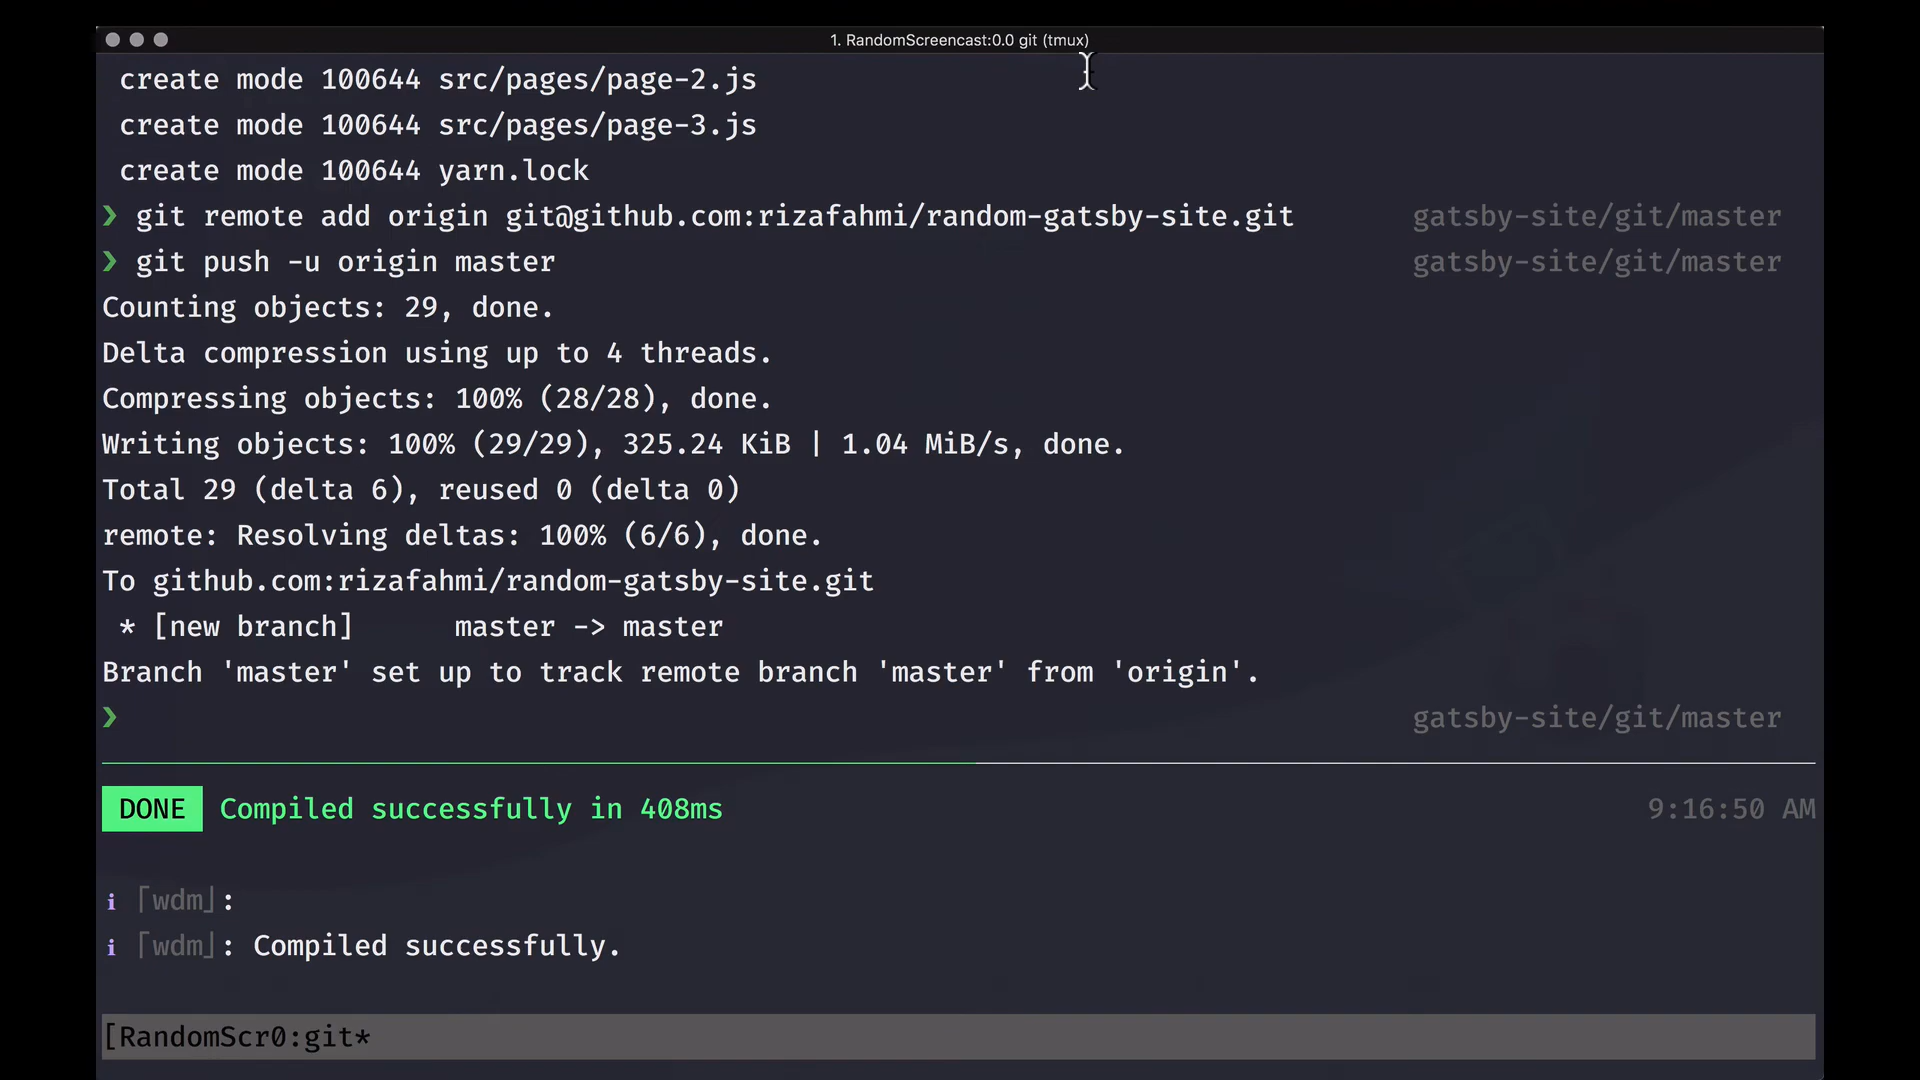 1. RandomScreencast:0.0 git (tmux)
create mode 100644 src/pages/page-2.js
create mode 100644 src/pages/page-3.js
create mode 100644 yarn.lock
❯ git remote add origin git@github.com:rizafahmi/random-gatsby-site.git gatsby-site/git/master
❯ git push -u origin master gatsby-site/git/master
Counting objects: 29, done.
Delta compression using up to 4 threads.
Compressing objects: 100% (28/28), done.
Writing objects: 100% (29/29), 325.24 KiB | 1.04 MiB/s, done.
Total 29 (delta 6), reused 0 (delta 0)
remote: Resolving deltas: 100% (6/6), done.
To github.com:rizafahmi/random-gatsby-site.git
* [new branch] master -> master
Branch 'master' set up to track remote branch 'master' from 'origin'.
❯ gatsby-site/git/master
DONE Compiled successfully in 408ms 9:16:50 AM
ℹ ｢wdm｣:
ℹ ｢wdm｣: Compiled successfully.
[RandomScr0:git*